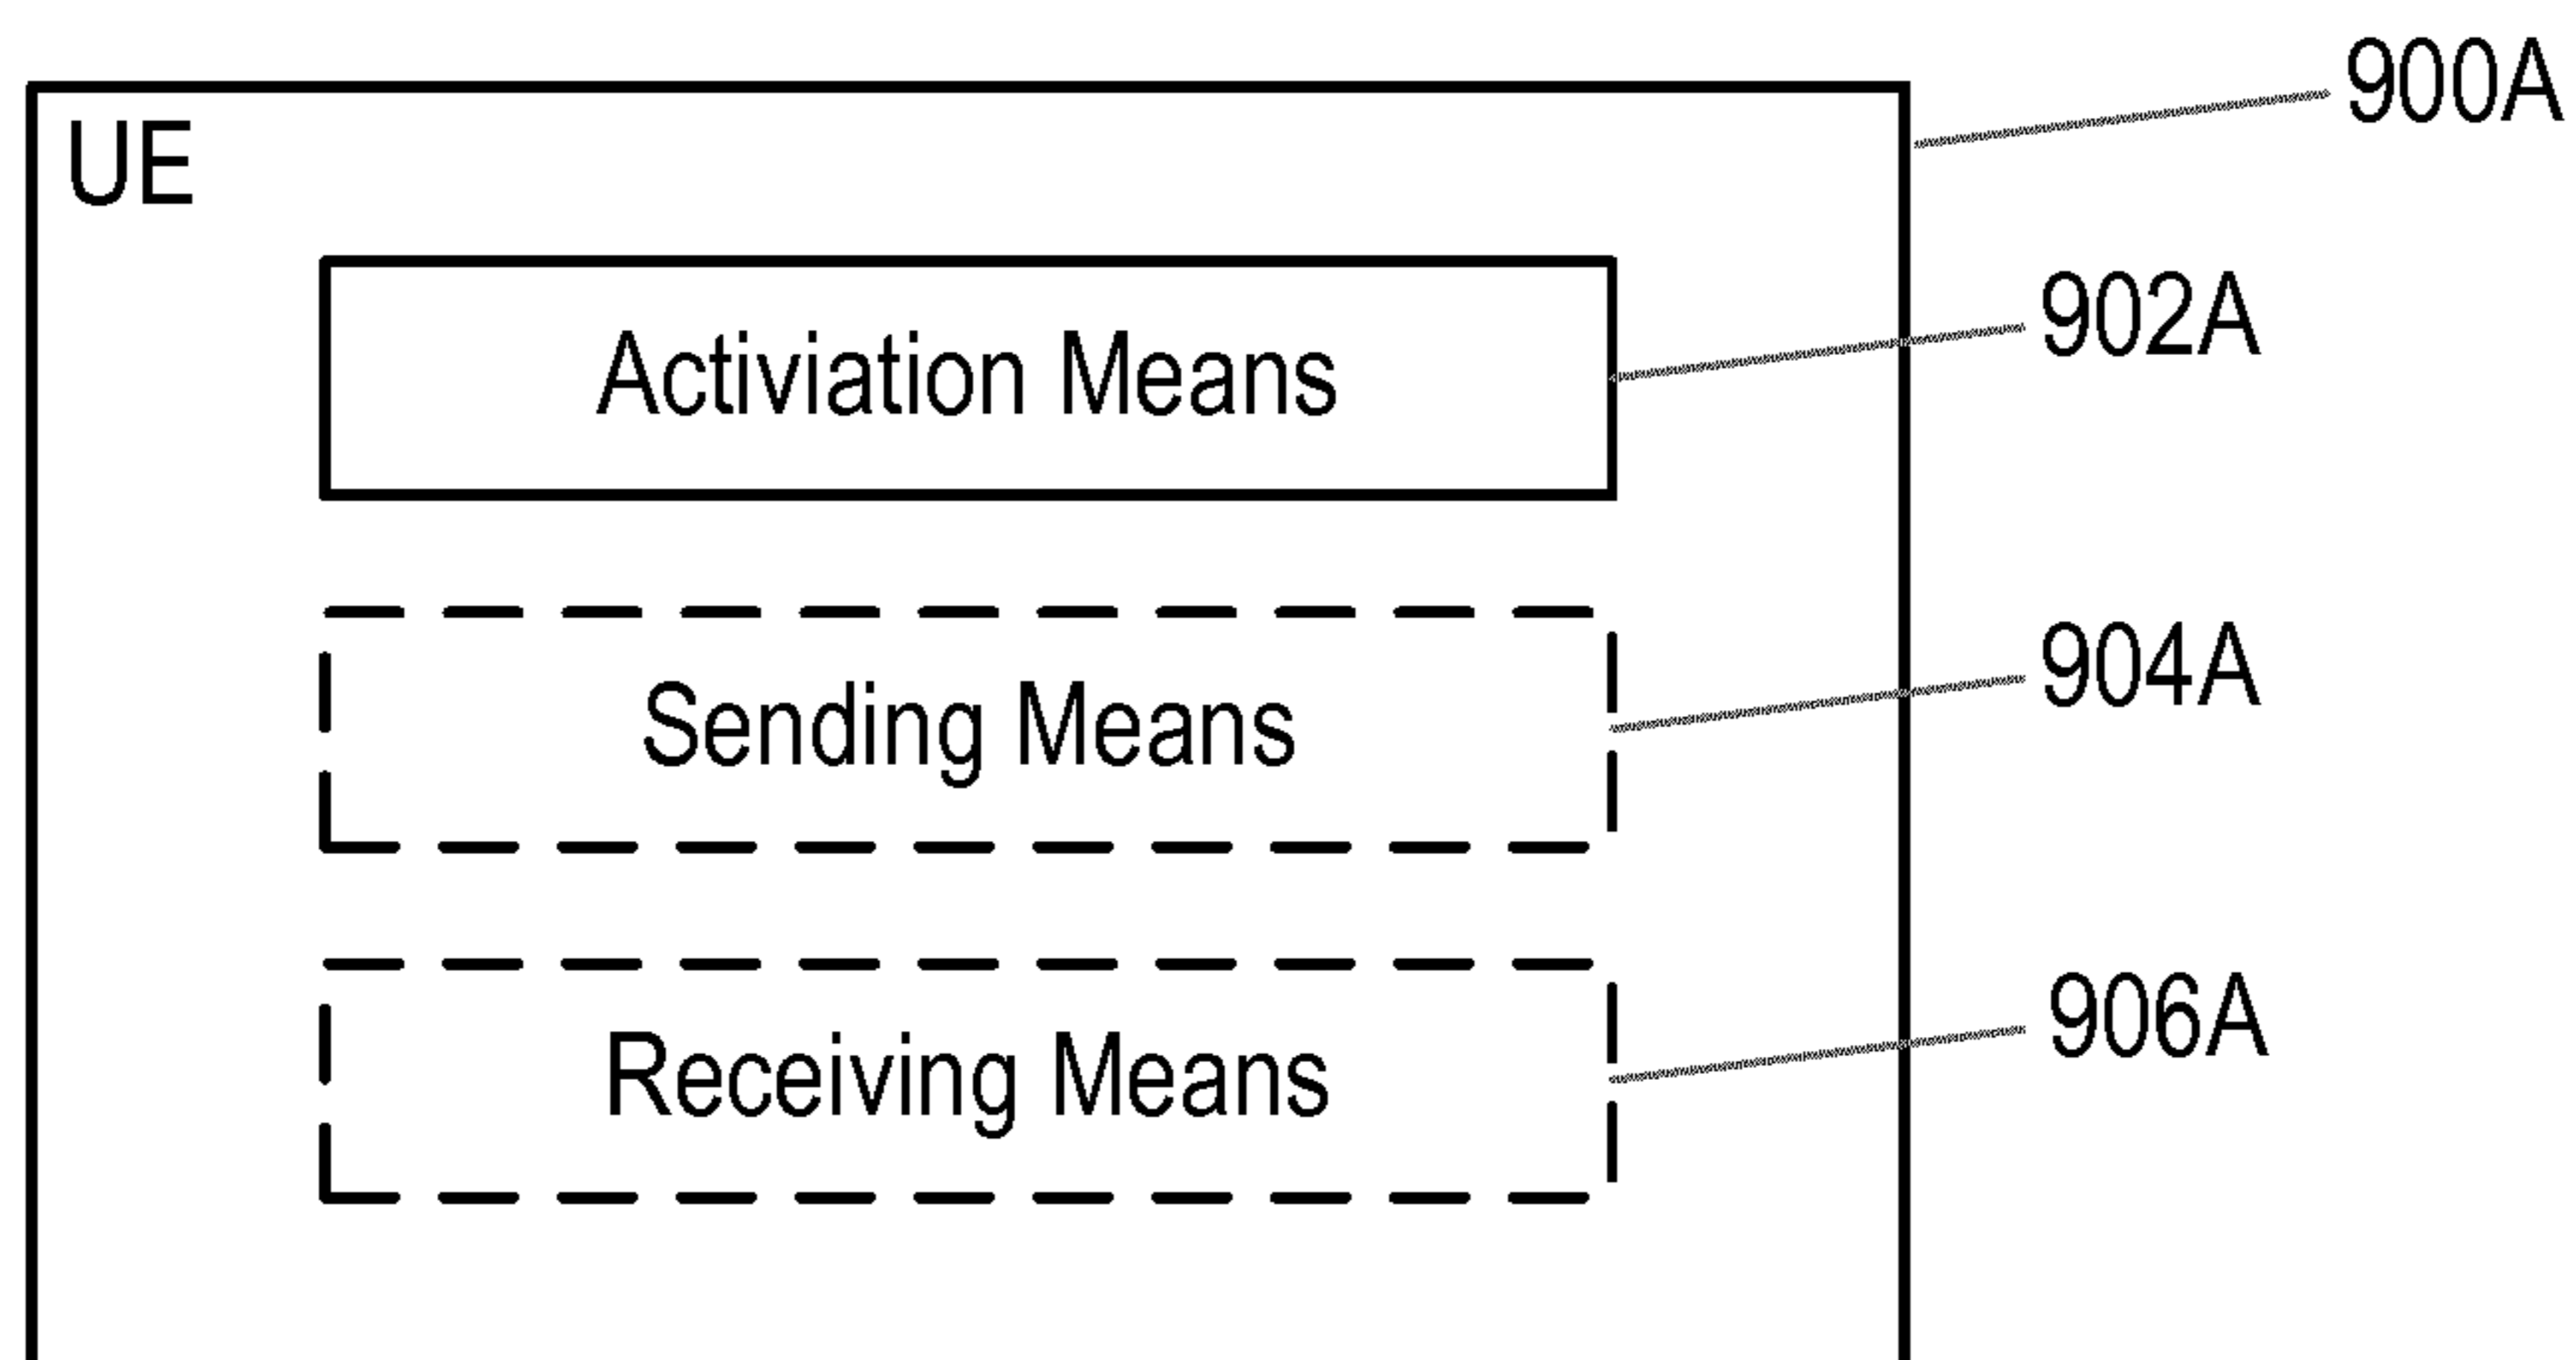 900A
UE
902A
Activiation Means
904A
Sending Means
906A
Receiving Means